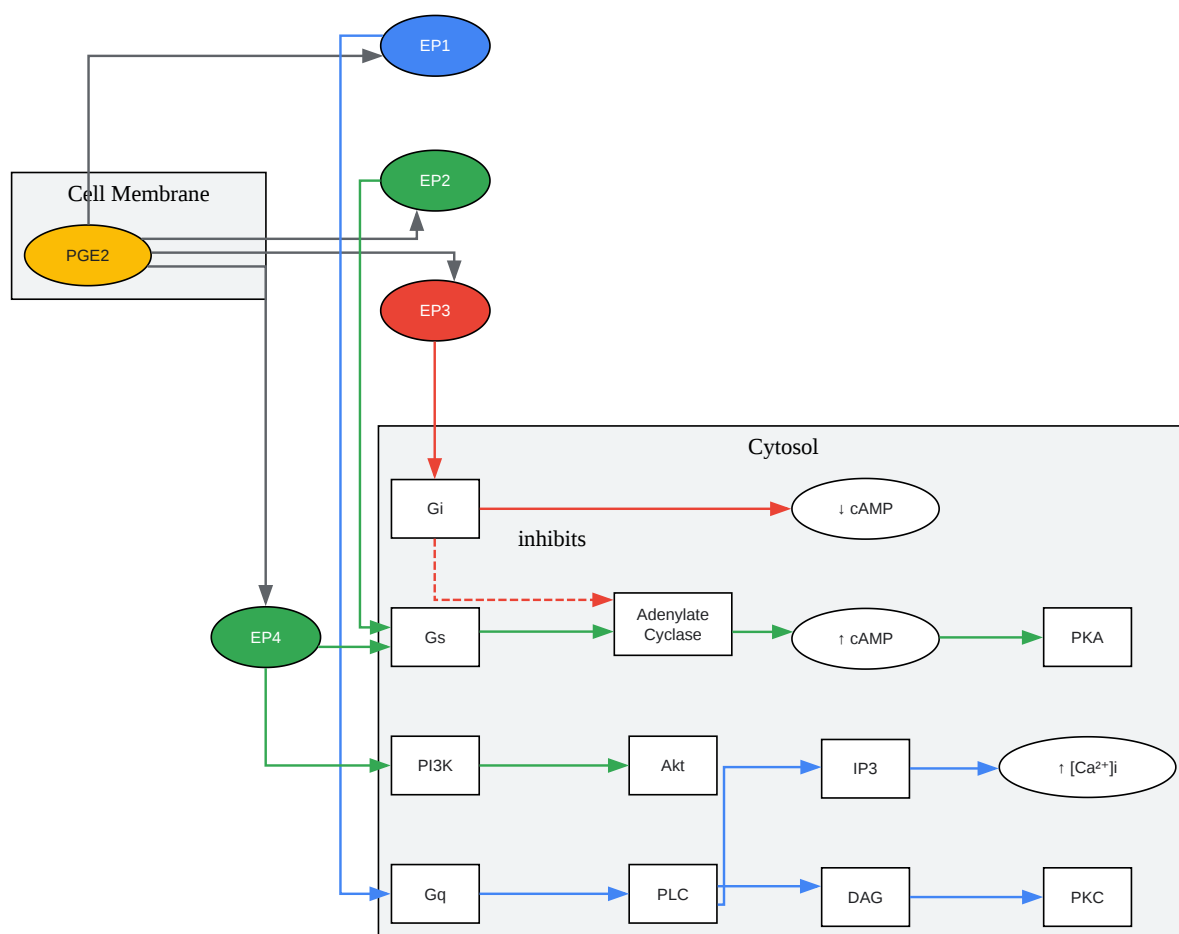 EP1
EP2
Cell Membrane
PGE2
EP3
Cytosol
Gi
↓ cAMP
inhibits
Adenylate
Cyclase
EP4
Gs
↑ cAMP
PKA
PI3K
Akt
IP3
↑ [Ca²⁺]i
Gq
PLC
DAG
PKC